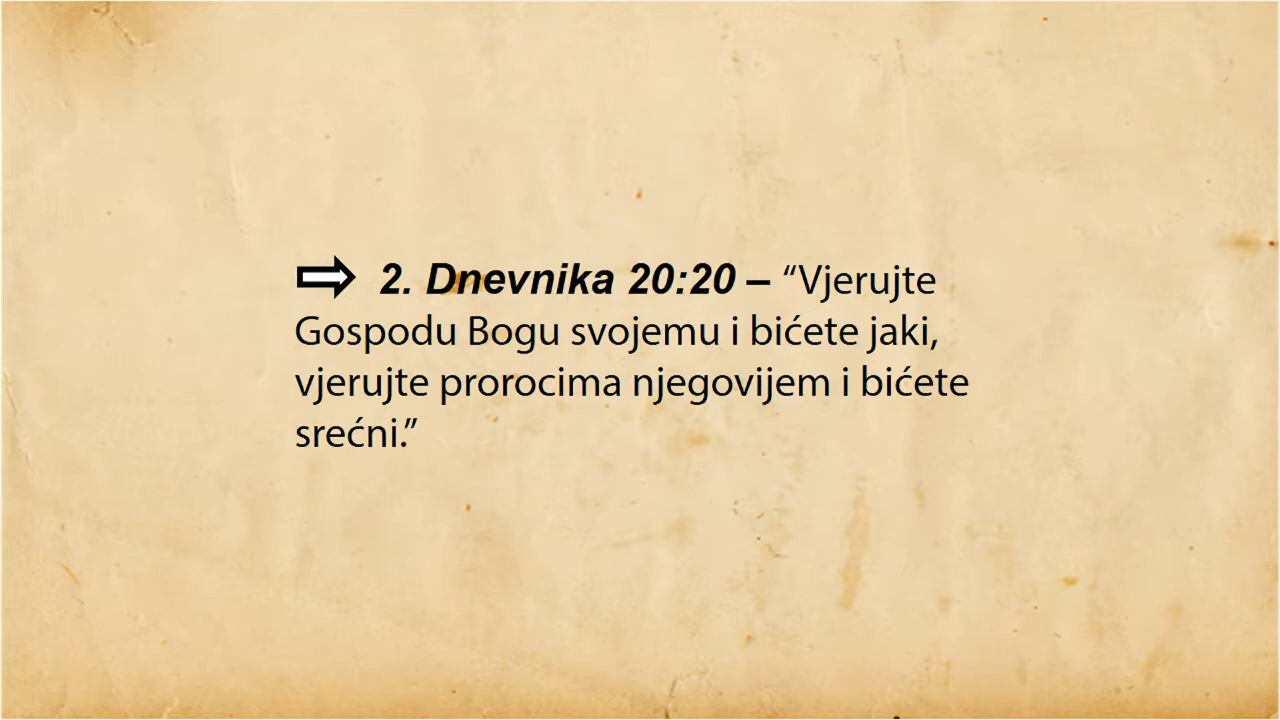 ⇨ 2. Dnevnika 20:20 – “Vjerujte
Gospodu Bogu svojemu i bićete jaki,
vjerujte prorocima njegovijem i bićete
srećni.”